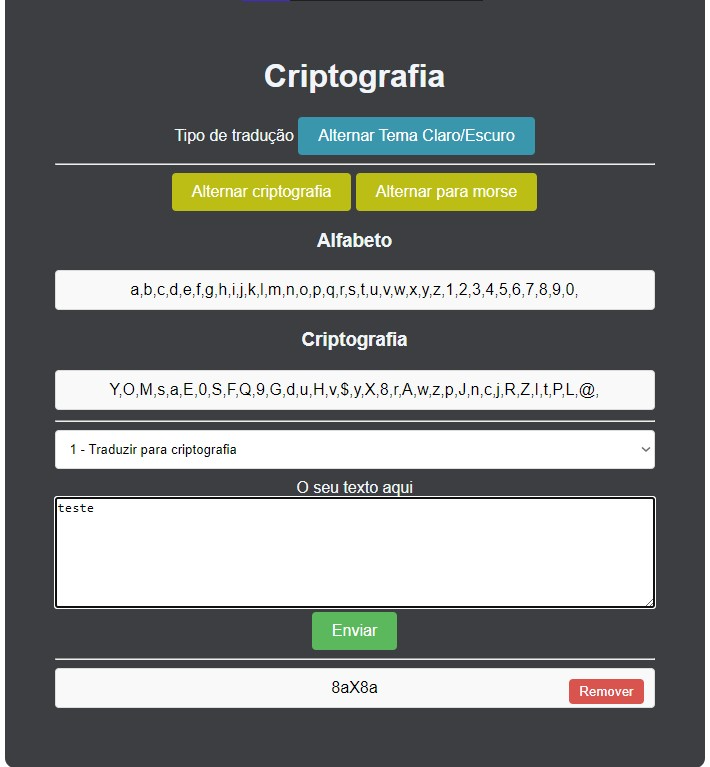 Criptografia
Tipo de tradução Alternar Tema Claro/Escuro
Alternar criptografia Alternar para morse
Alfabeto
a,b,c,d,e,f,g,h,i,j,k,l,m,n,o,p,q,r,s,t,u,v,w,x,y,z,1,2,3,4,5,6,7,8,9,0,
Criptografia
Y,O,M,s,a,E,0,S,F,Q,9,G,d,u,H,v,$,y,X,8,r,A,w,z,p,J,n,c,j,R,Z,I,t,P,L,@,
1 - Traduzir para criptografia
O seu texto aqui
teste
Enviar
8aX8a Remover